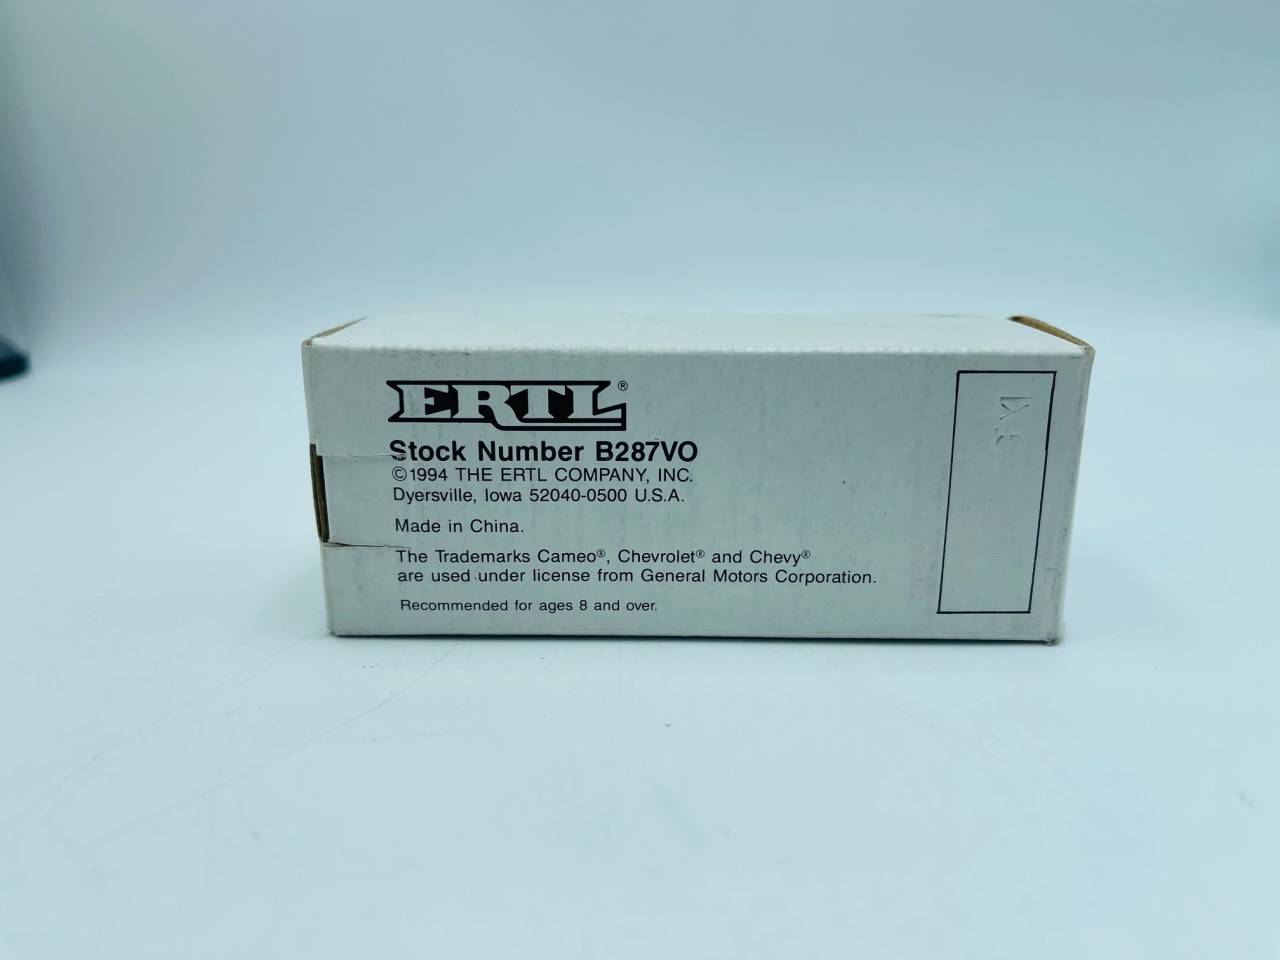 ERTL®
Stock Number B287VO
©1994 THE ERTL COMPANY, INC.
Dyersville, Iowa 52040-0500 U.S.A.
Made in China.
The Trademarks Cameo®, Chevrolet® and Chevy®
are used under license from General Motors Corporation.
Recommended for ages 8 and over.